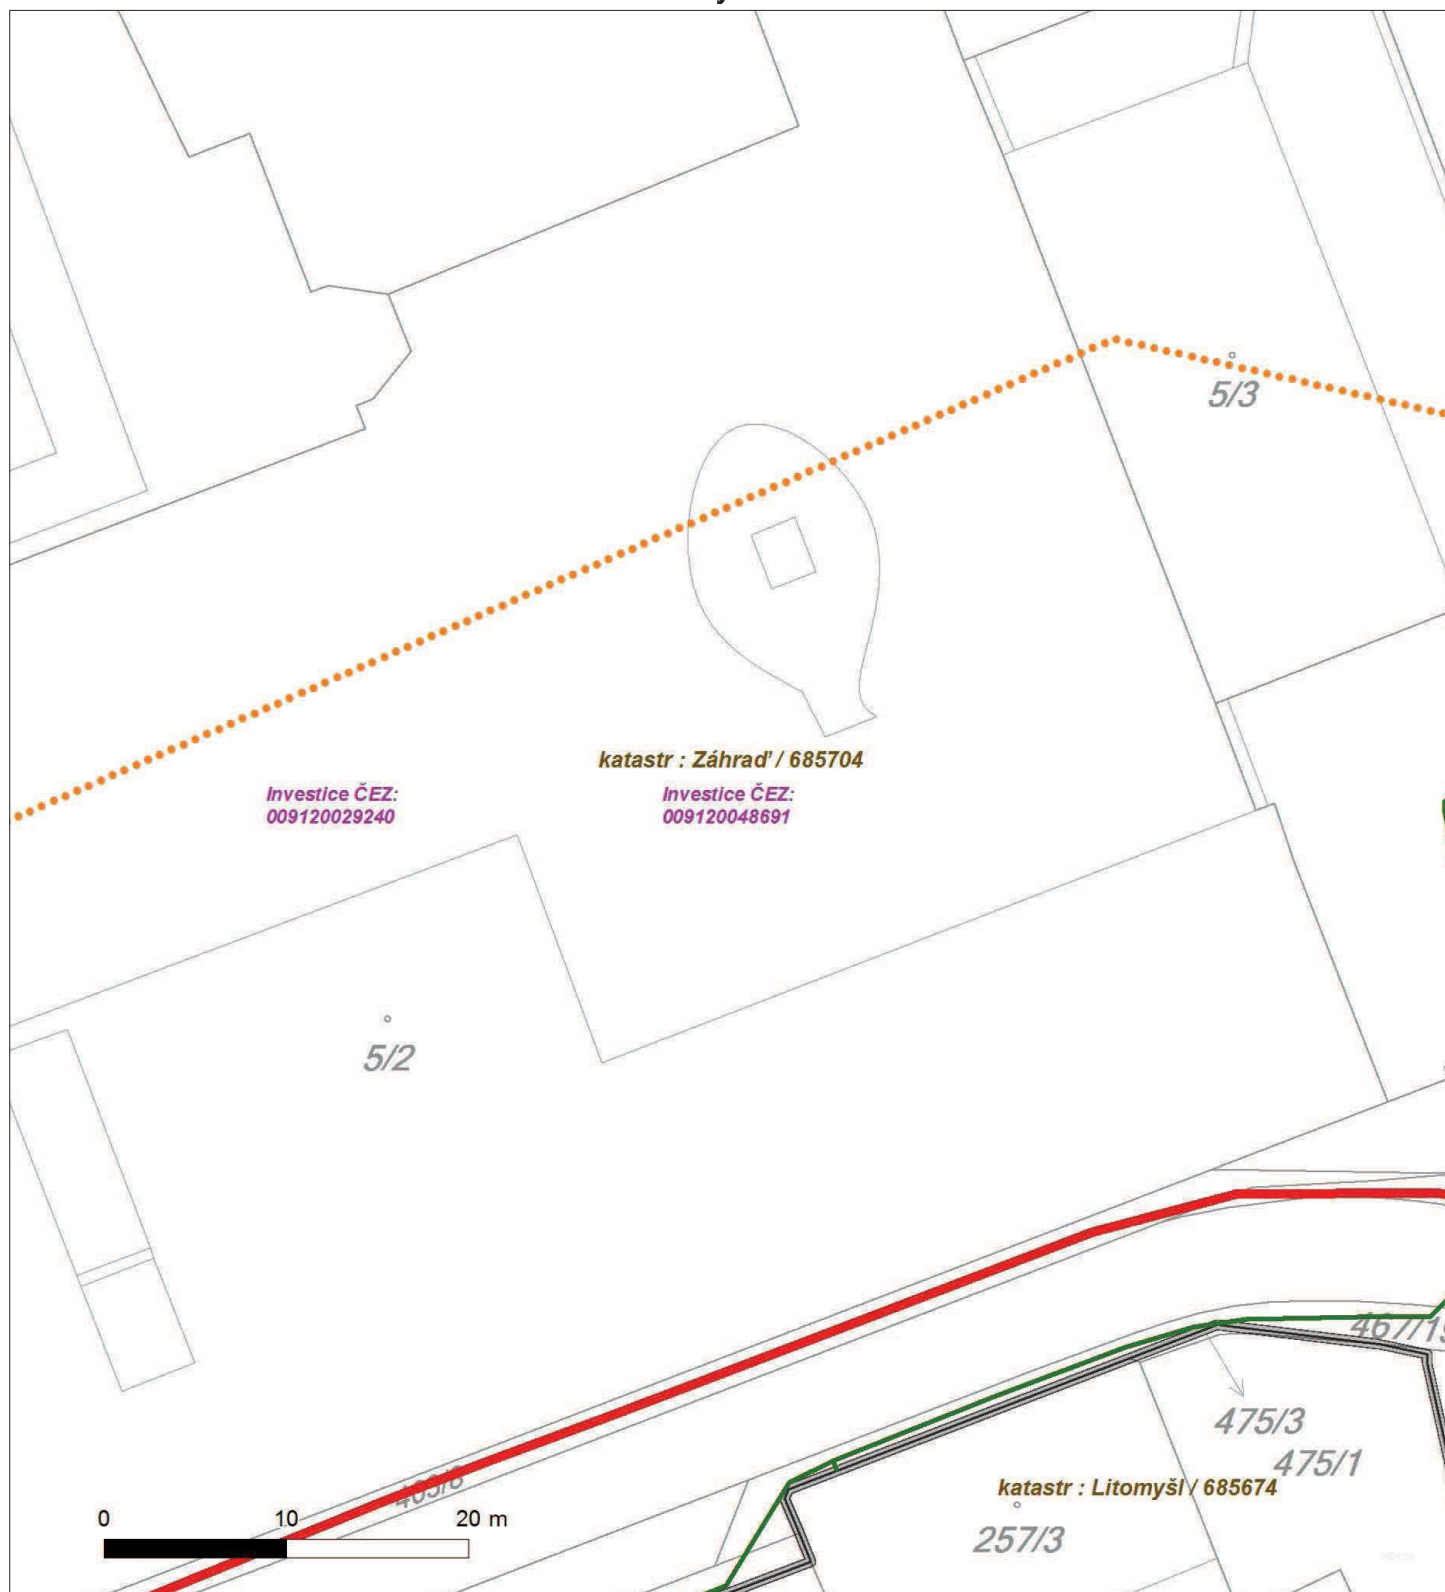 5/3
katastr : Záhraď / 685704
Investice ČEZ:
009120029240
Investice ČEZ:
009120048691
5/2
475/3
475/1
katastr : Litomyšl / 685674
257/3
0 10 20 m